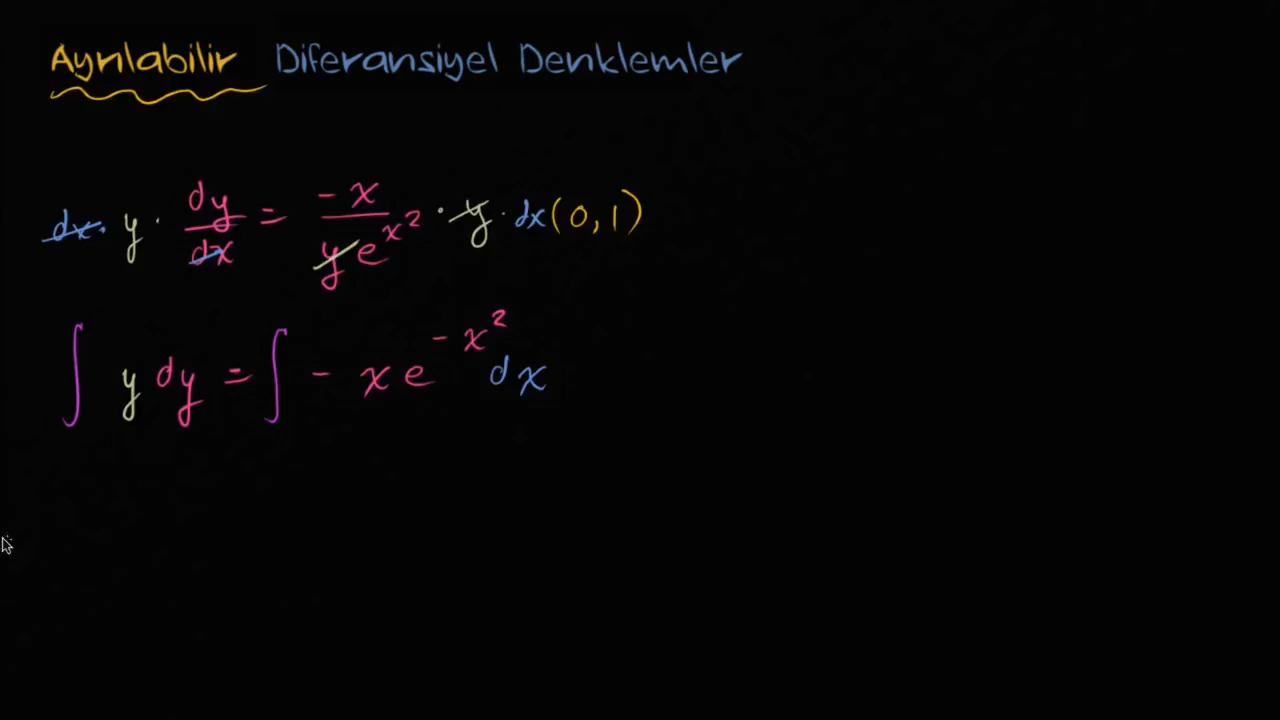 Ayrılabilir Diferansiyel Denklemler
dx · y · dy/dx = -x/(y e^x²) · y · dx (0,1)
∫ y dy = ∫ - x e^-x² dx